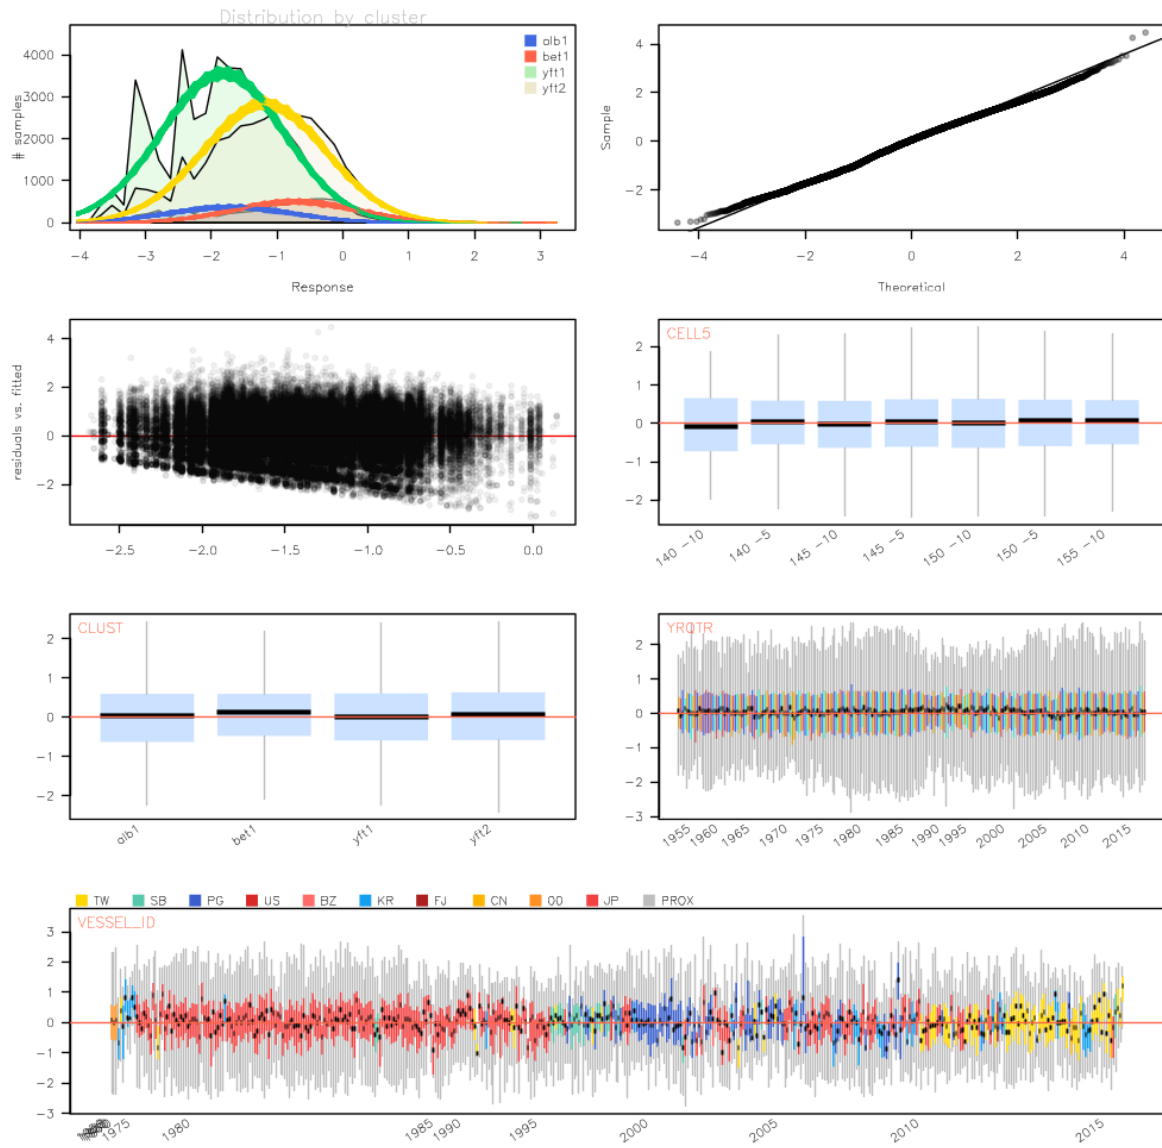 Distribution by cluster
# samples
4000
3000
2000
1000
0
alb1
bet1
yft1
yft2
−4 −3 −2 −1 0 1 2 3
Response
Sample
4
2
0
−2
−4 −2 0 2 4
Theoretical
residuals vs. fitted
4
2
0
−2
−2.5 −2.0 −1.5 −1.0 −0.5 0.0
CELL5
2
1
0
−1
−2
140 −10 140 −5 145 −10 145 −5 150 −10 150 −5 155 −10
CLUST
2
1
0
−1
−2
alb1 bet1 yft1 yft2
YRQTR
2
1
0
−1
−2
−3
1955 1960 1965 1970 1975 1980 1985 1990 1995 2000 2005 2010 2015
TW SB PG US BZ KR FJ CN OO JP PROX
VESSEL_ID
3
2
1
0
−1
−2
−3
1975 1980 1985 1990 1995 2000 2005 2010 2015